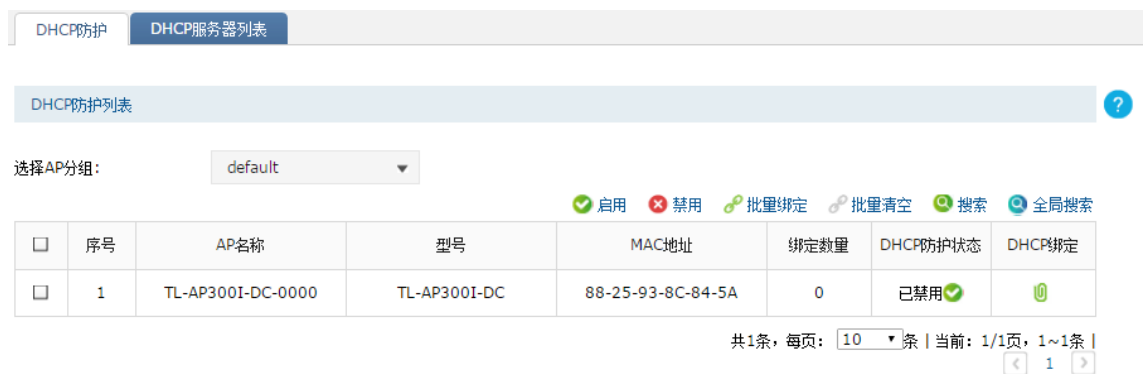 DHCP防护 DHCP服务器列表
DHCP防护列表 ?
选择AP分组: default
启用 禁用 批量绑定 批量清空 搜索 全局搜索
序号 AP名称 型号 MAC地址 绑定数量 DHCP防护状态 DHCP绑定
1 TL-AP300I-DC-0000 TL-AP300I-DC 88-25-93-8C-84-5A 0 已禁用
共1条，每页: 10 条 | 当前: 1/1页，1~1条 |
< 1 >